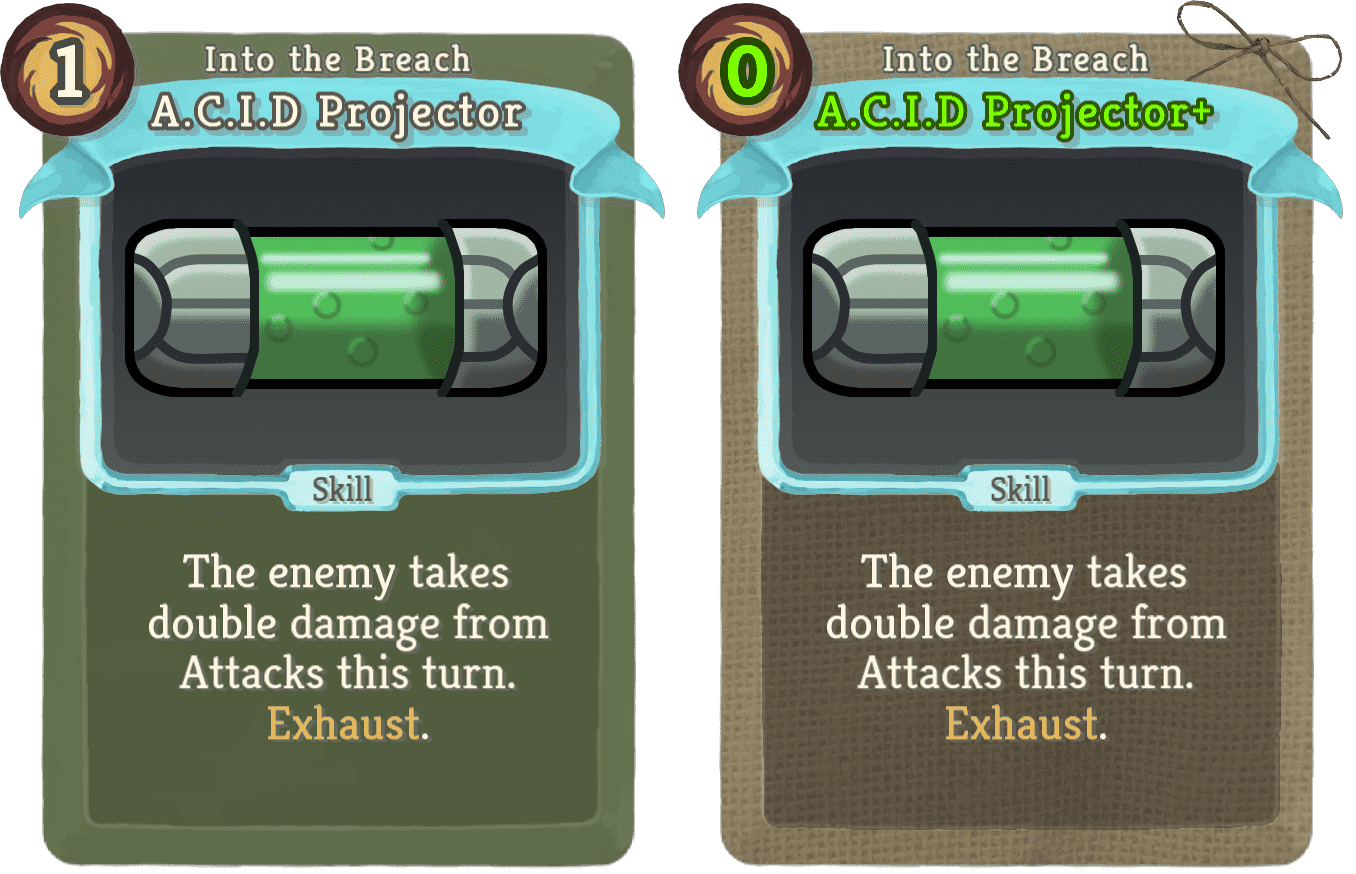 1
Into the Breach
A.C.I.D Projector
Skill
The enemy takes
double damage from
Attacks this turn.
Exhaust.
0
Into the Breach
A.C.I.D Projector+
Skill
The enemy takes
double damage from
Attacks this turn.
Exhaust.